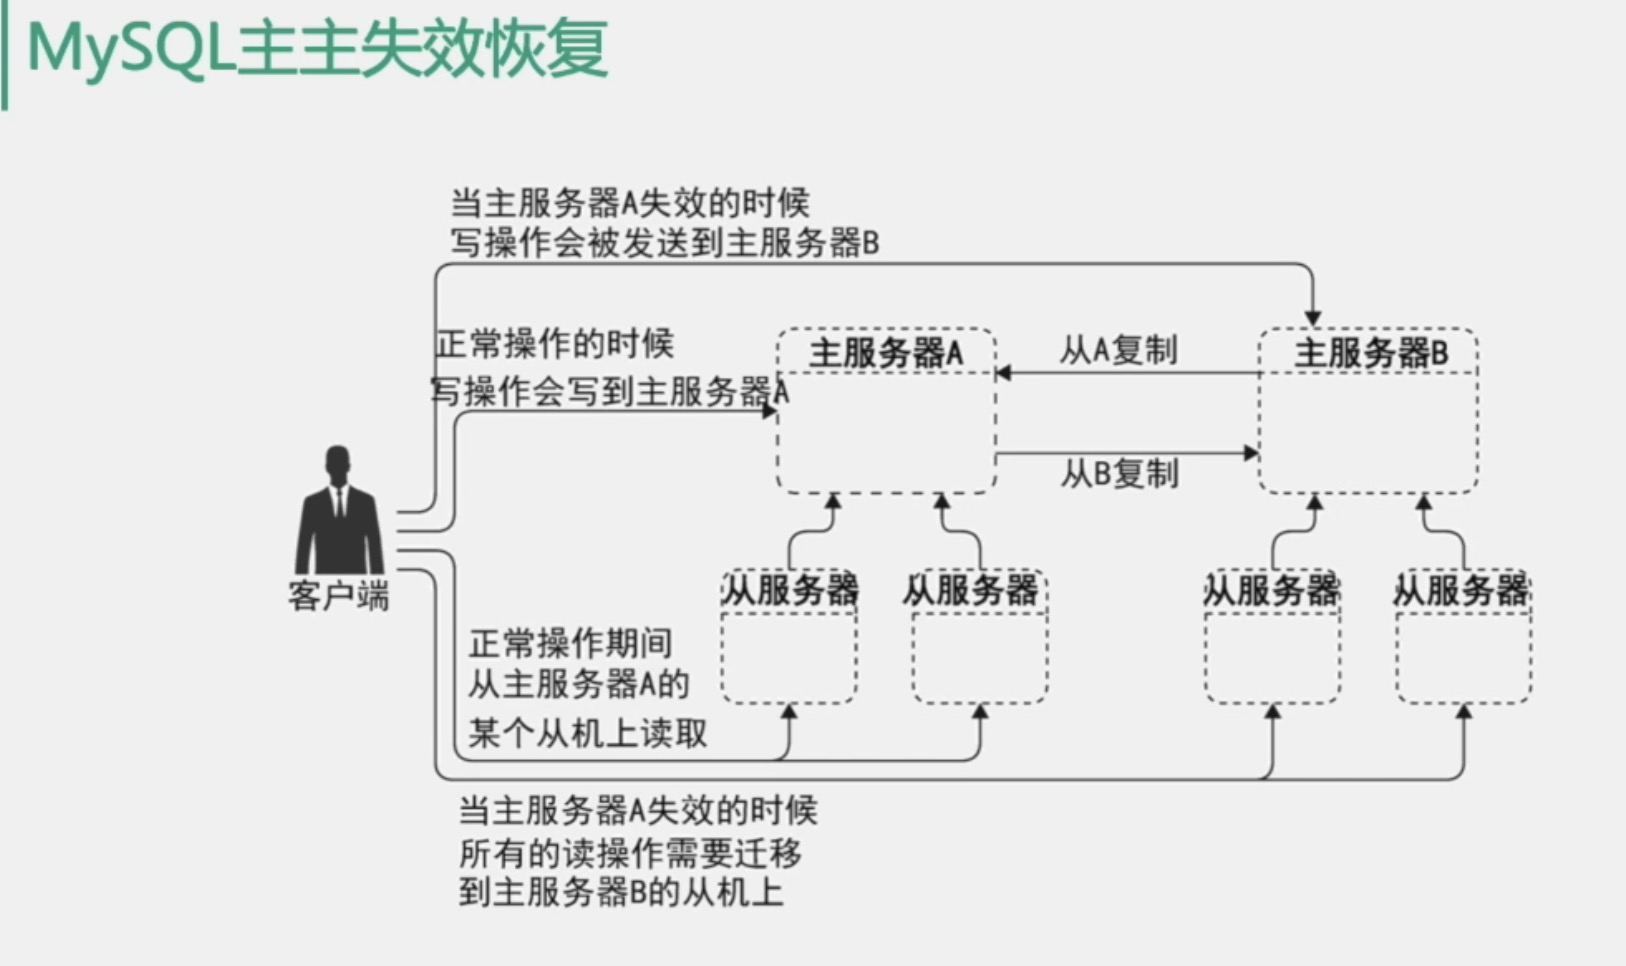 MySQL主主失效恢复
当主服务器A失效的时候
写操作会被发送到主服务器B
正常操作的时候
写操作会写到主服务器A
主服务器A
从A复制
主服务器B
从B复制
客户端
从服务器
从服务器
从服务器
从服务器
正常操作期间
从主服务器A的
某个从机上读取
当主服务器A失效的时候
所有的读操作需要迁移
到主服务器B的从机上